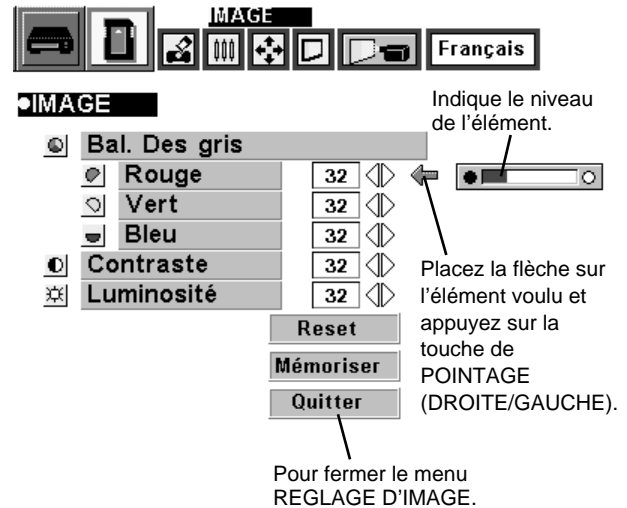 IMAGE
Français
●IMAGE
Indique le niveau
de l'élément.
Bal. Des gris
Rouge 32
Vert 32
Bleu 32
Contraste 32
Luminosité 32
Placez la flèche sur
l'élément voulu et
appuyez sur la
touche de
POINTAGE
(DROITE/GAUCHE).
Reset
Mémoriser
Quitter
Pour fermer le menu
REGLAGE D'IMAGE.